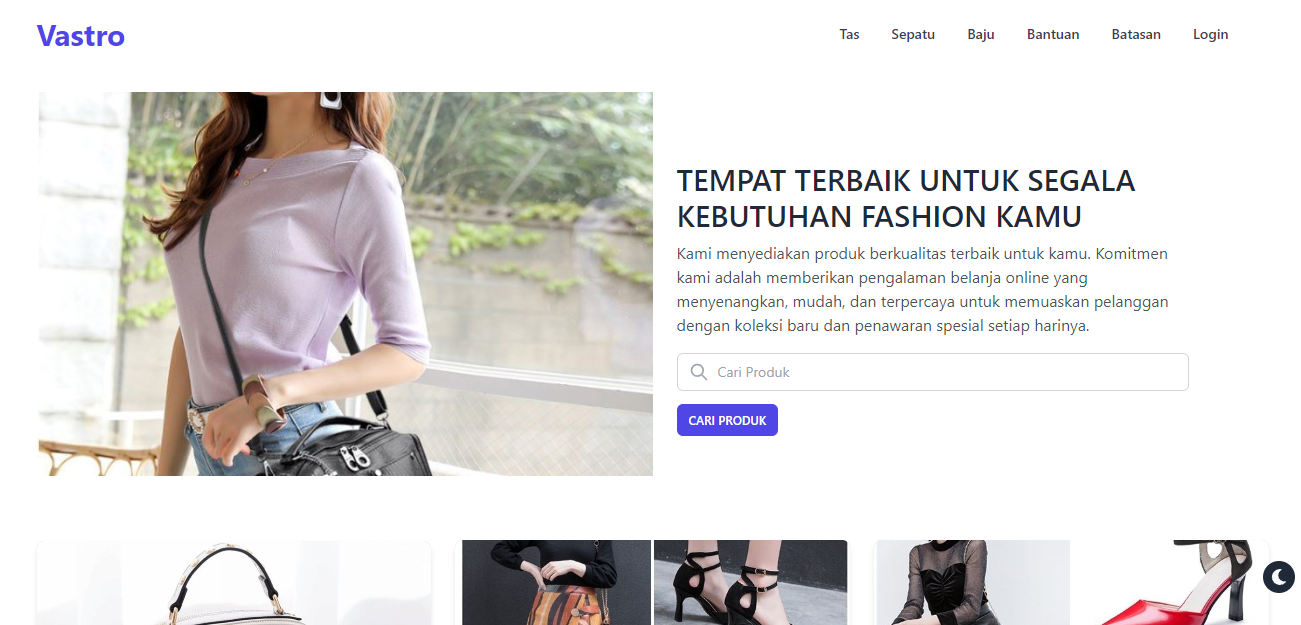 Vastro
Tas Sepatu Baju Bantuan Batasan Login
TEMPAT TERBAIK UNTUK SEGALA
KEBUTUHAN FASHION KAMU
Kami menyediakan produk berkualitas terbaik untuk kamu. Komitmen
kami adalah memberikan pengalaman belanja online yang
menyenangkan, mudah, dan terpercaya untuk memuaskan pelanggan
dengan koleksi baru dan penawaran spesial setiap harinya.
Cari Produk
CARI PRODUK